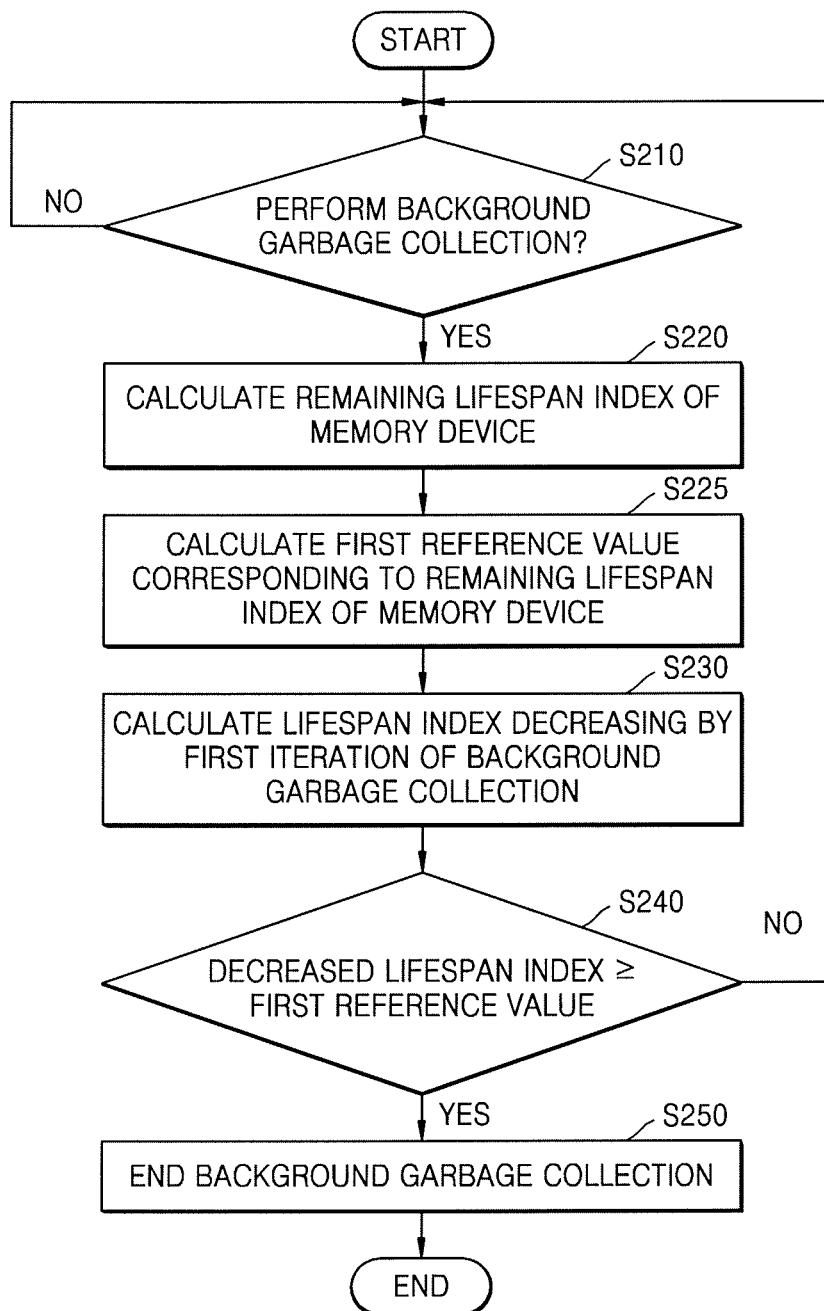 START
S210
NO
PERFORM BACKGROUND
GARBAGE COLLECTION?
YES
S220
CALCULATE REMAINING LIFESPAN INDEX OF
MEMORY DEVICE
S225
CALCULATE FIRST REFERENCE VALUE
CORRESPONDING TO REMAINING LIFESPAN
INDEX OF MEMORY DEVICE
S230
CALCULATE LIFESPAN INDEX DECREASING BY
FIRST ITERATION OF BACKGROUND
GARBAGE COLLECTION
S240
NO
DECREASED LIFESPAN INDEX ≥
FIRST REFERENCE VALUE
YES
S250
END BACKGROUND GARBAGE COLLECTION
END